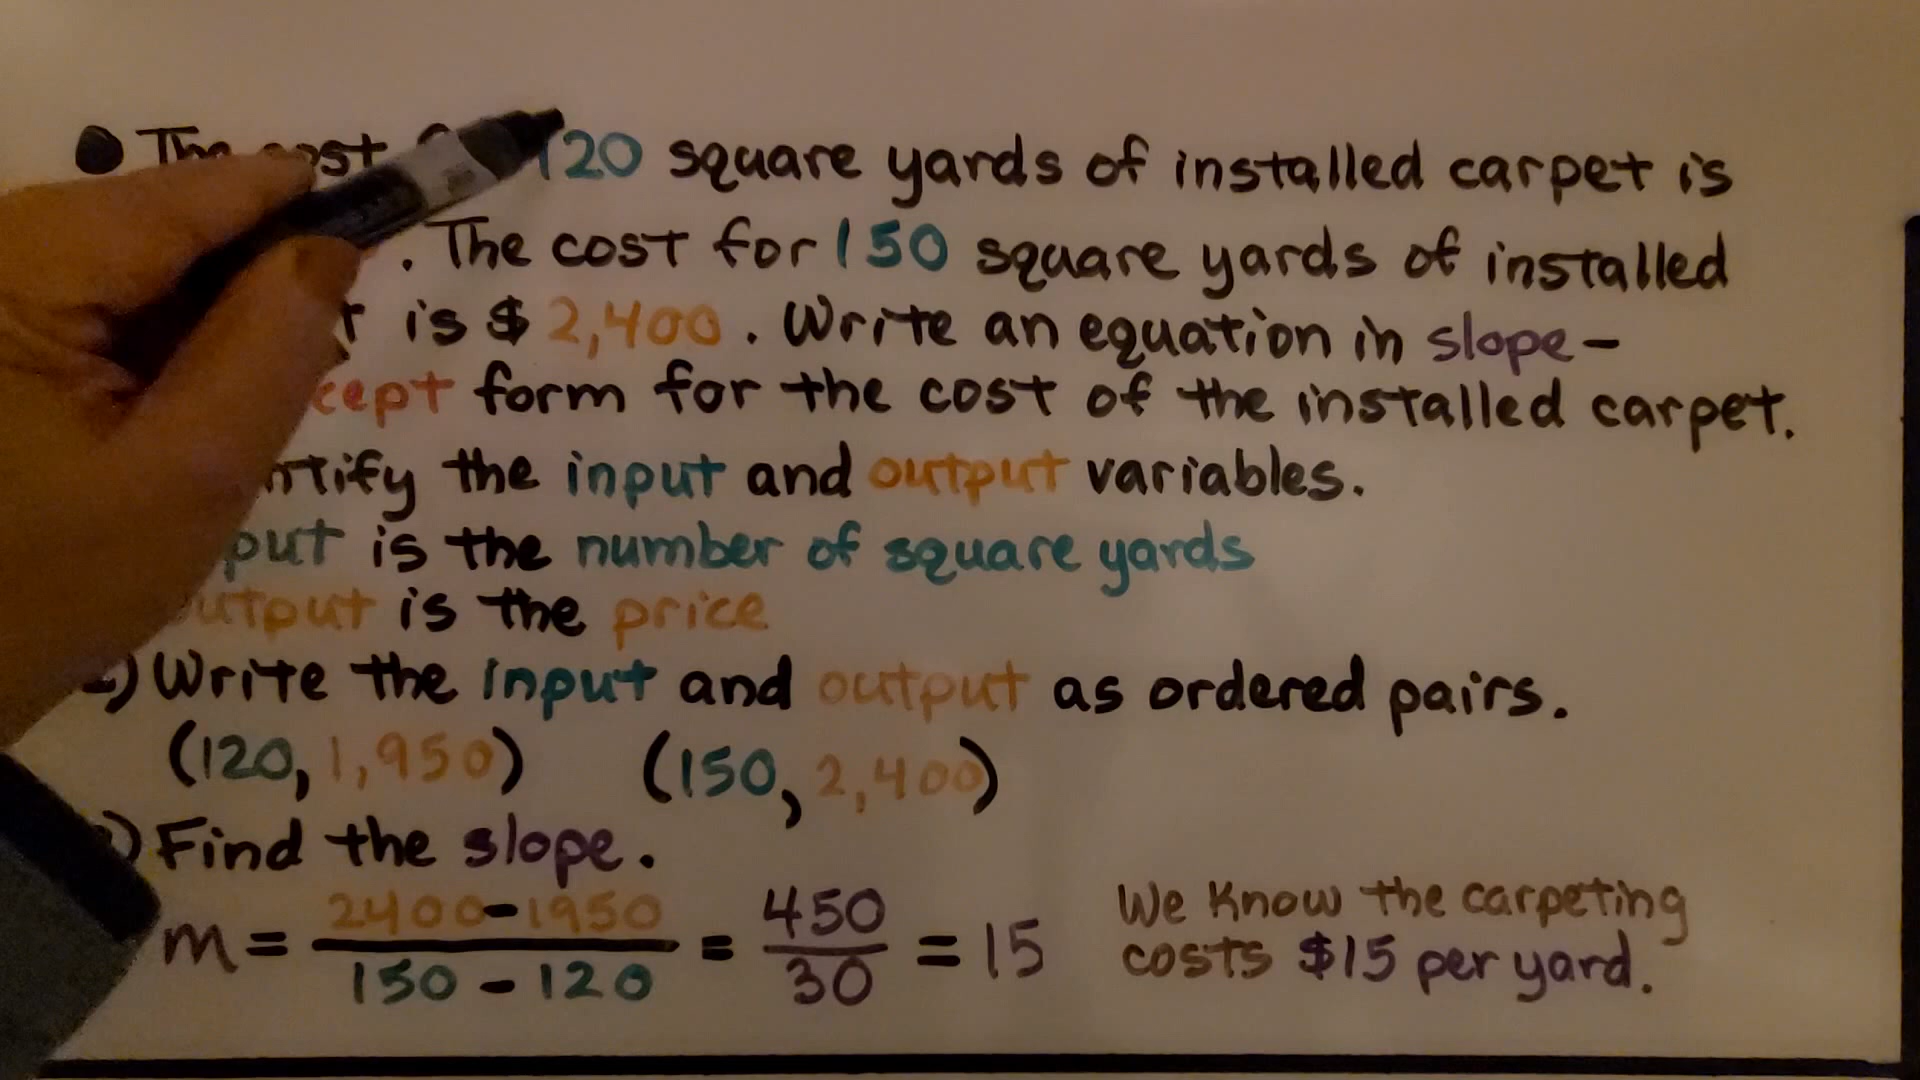 The cost 120 square yards of installed carpet is
. The cost for 150 square yards of installed
is $ 2,400. Write an equation in slope-
cept form for the cost of the installed carpet.
ntify the input and output variables.
put is the number of square yards
utput is the price
2) Write the input and output as ordered pairs.
(120, 1,950) (150, 2,400)
) Find the slope.
m = 2400-1950 / 150-120 = 450/30 = 15
We know the carpeting
costs $15 per yard.